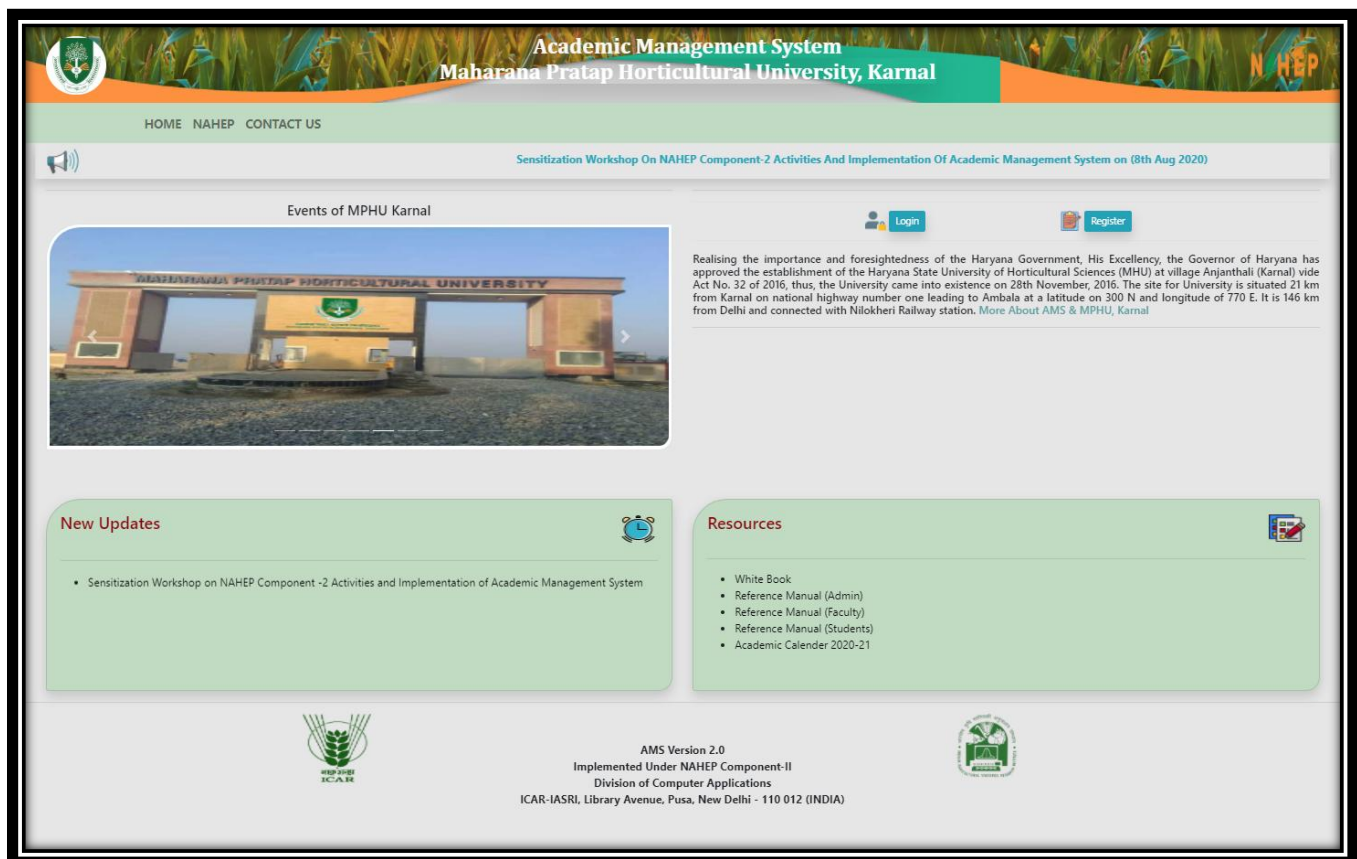 Academic Management System
Maharana Pratap Horticultural University, Karnal
N HEP
HOME NAHEP CONTACT US
Sensitization Workshop On NAHEP Component-2 Activities And Implementation Of Academic Management System on (8th Aug 2020)
Events of MPHU Karnal
MAHARANA PRATAP HORTICULTURAL UNIVERSITY
Login
Register
Realising the importance and foresightedness of the Haryana Government, His Excellency, the Governor of Haryana has
approved the establishment of the Haryana State University of Horticultural Sciences (MHU) at village Anjanthali (Karnal) vide
Act No. 32 of 2016, thus, the University came into existence on 28th November, 2016. The site for University is situated 21 km
from Karnal on national highway number one leading to Ambala at a latitude on 300 N and longitude of 770 E. It is 146 km
from Delhi and connected with Nilokheri Railway station. More About AMS & MPHU, Karnal
New Updates
Sensitization Workshop on NAHEP Component -2 Activities and Implementation of Academic Management System
Resources
White Book
Reference Manual (Admin)
Reference Manual (Faculty)
Reference Manual (Students)
Academic Calender 2020-21
ICAR
AMS Version 2.0
Implemented Under NAHEP Component-II
Division of Computer Applications
ICAR-IASRI, Library Avenue, Pusa, New Delhi - 110 012 (INDIA)